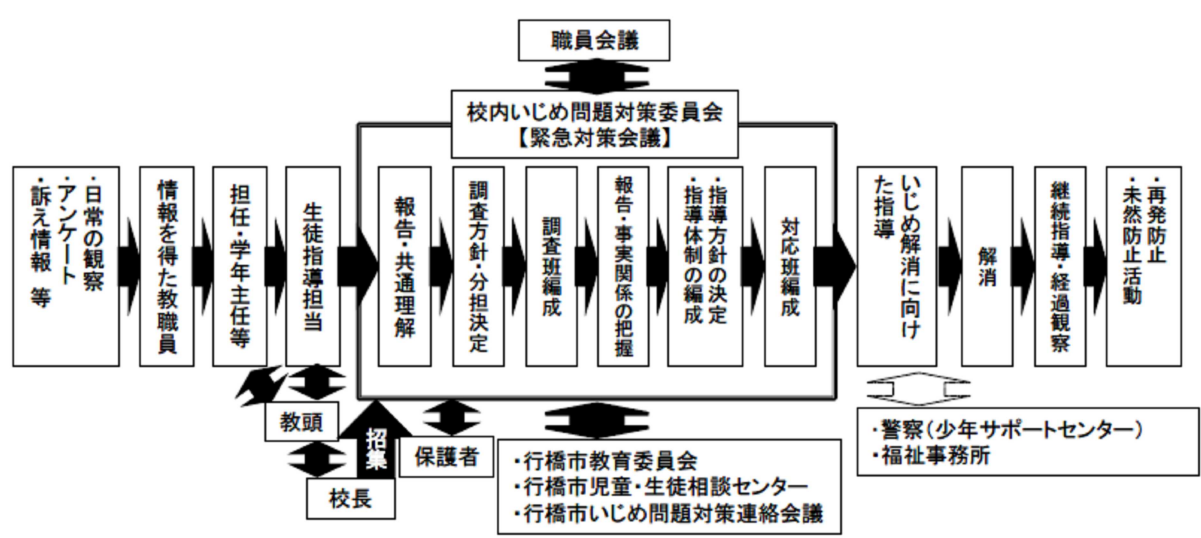 職員会議
校内いじめ問題対策委員会
【緊急対策会議】
・日常の観察
・アンケート
・訴え情報 等
情報を得た教職員
担任・学年主任等
生徒指導担当
報告・共通理解
調査方針・分担決定
調査班編成
報告・事実関係の把握
・指導方針の決定
・指導体制の編成
対応班編成
いじめ解消に向け
た指導
解消
継続指導・経過観察
・再発防止
・未然防止活動
教頭
校長
招集
保護者
・行橋市教育委員会
・行橋市児童・生徒相談センター
・行橋市いじめ問題対策連絡会議
・警察(少年サポートセンター)
・福祉事務所